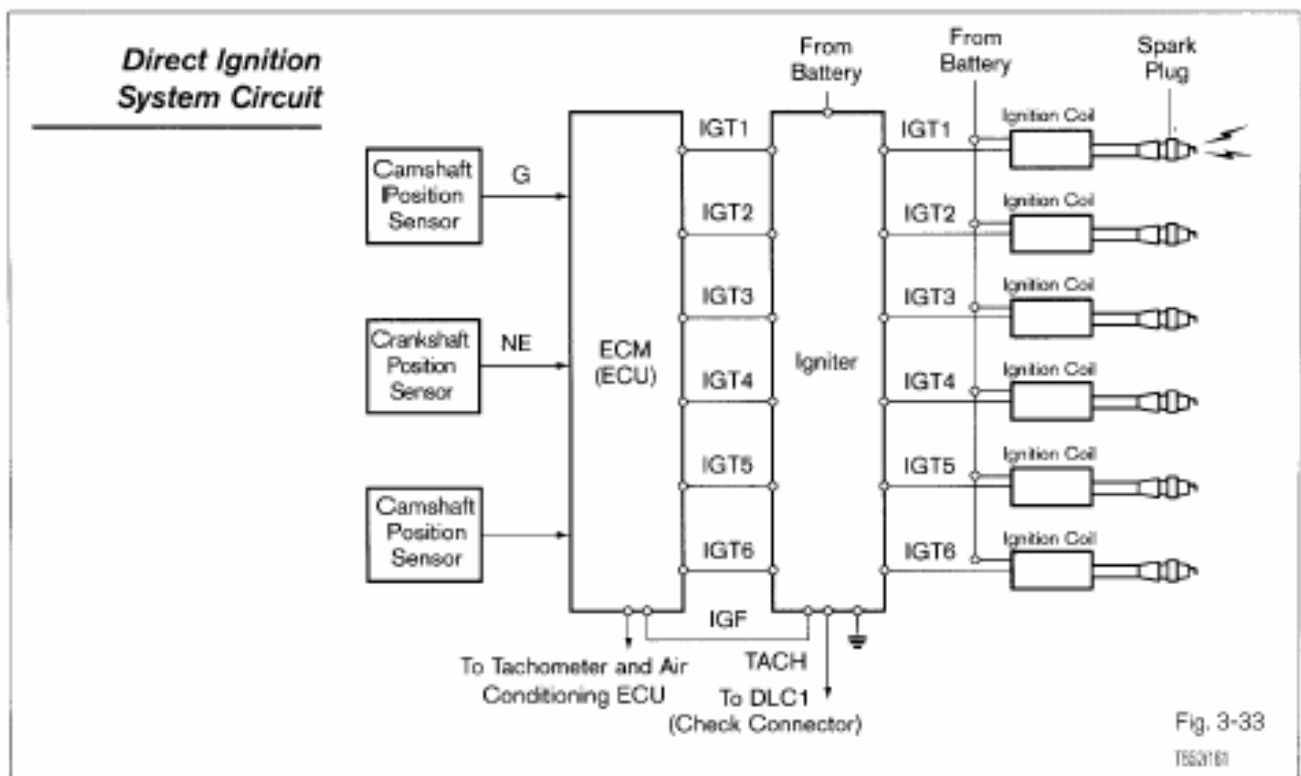 Direct Ignition
System Circuit
From
Battery
From
Battery
Spark
Plug
Camshaft
Position
Sensor
G
Crankshaft
Position
Sensor
NE
Camshaft
Position
Sensor
ECM
(ECU)
IGT1
IGT2
IGT3
IGT4
IGT5
IGT6
IGF
Igniter
IGT1
IGT2
IGT3
IGT4
IGT5
IGT6
Ignition Coil
Ignition Coil
Ignition Coil
Ignition Coil
Ignition Coil
Ignition Coil
To Tachometer and Air
Conditioning ECU
TACH
To DLC1
(Check Connector)
Fig. 3-33